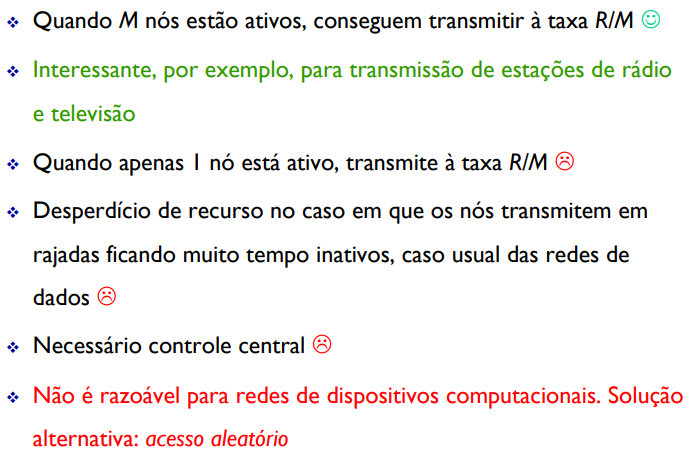 ❖ Quando M nós estão ativos, conseguem transmitir à taxa R/M ☺
❖ Interessante, por exemplo, para transmissão de estações de rádio
e televisão
❖ Quando apenas 1 nó está ativo, transmite à taxa R/M ☹
❖ Desperdício de recurso no caso em que os nós transmitem em
rajadas ficando muito tempo inativos, caso usual das redes de
dados ☹
❖ Necessário controle central ☹
❖ Não é razoável para redes de dispositivos computacionais. Solução
alternativa: acesso aleatório